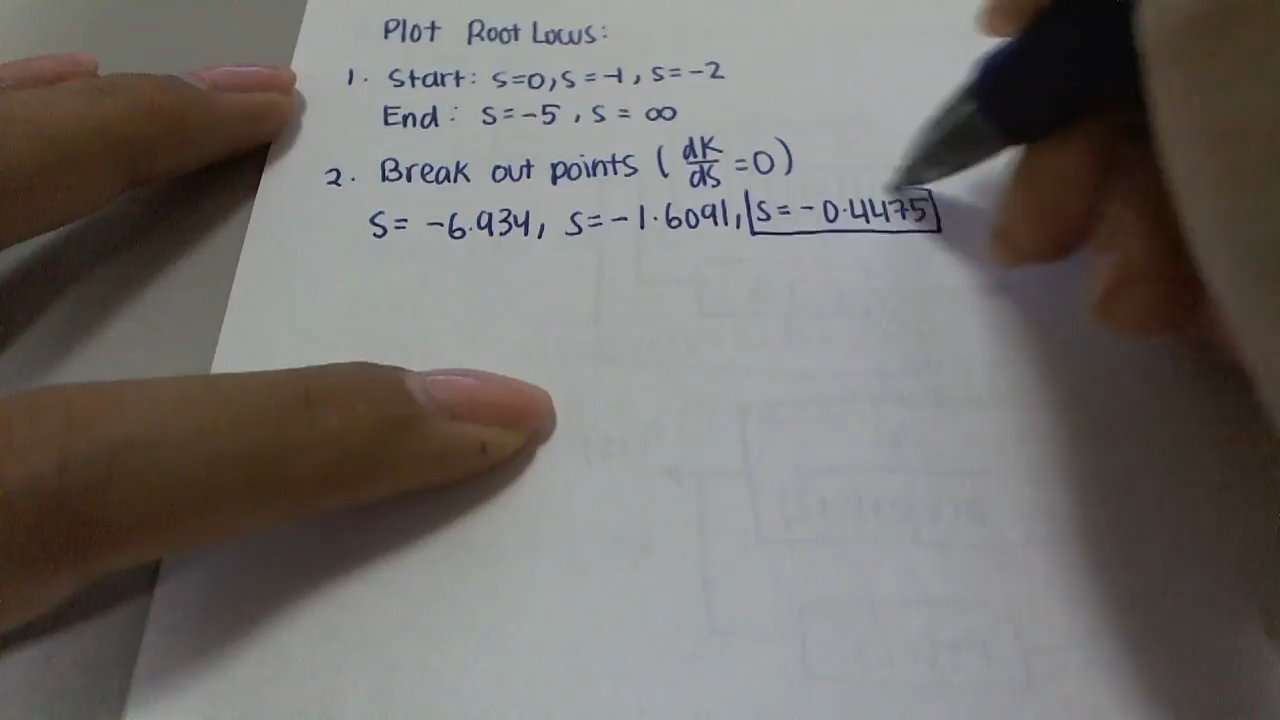 Plot Root Locus:
1. Start: s=0, s=-1, s=-2
End: s=-5, s=∞
2. Break out points (dK/ds=0)
s= -6.934, s=-1.6091, s=-0.4475